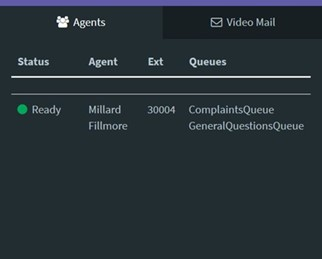 Agents Video Mail
Status Agent Ext Queues
Ready Millard 30004 ComplaintsQueue
Fillmore GeneralQuestionsQueue